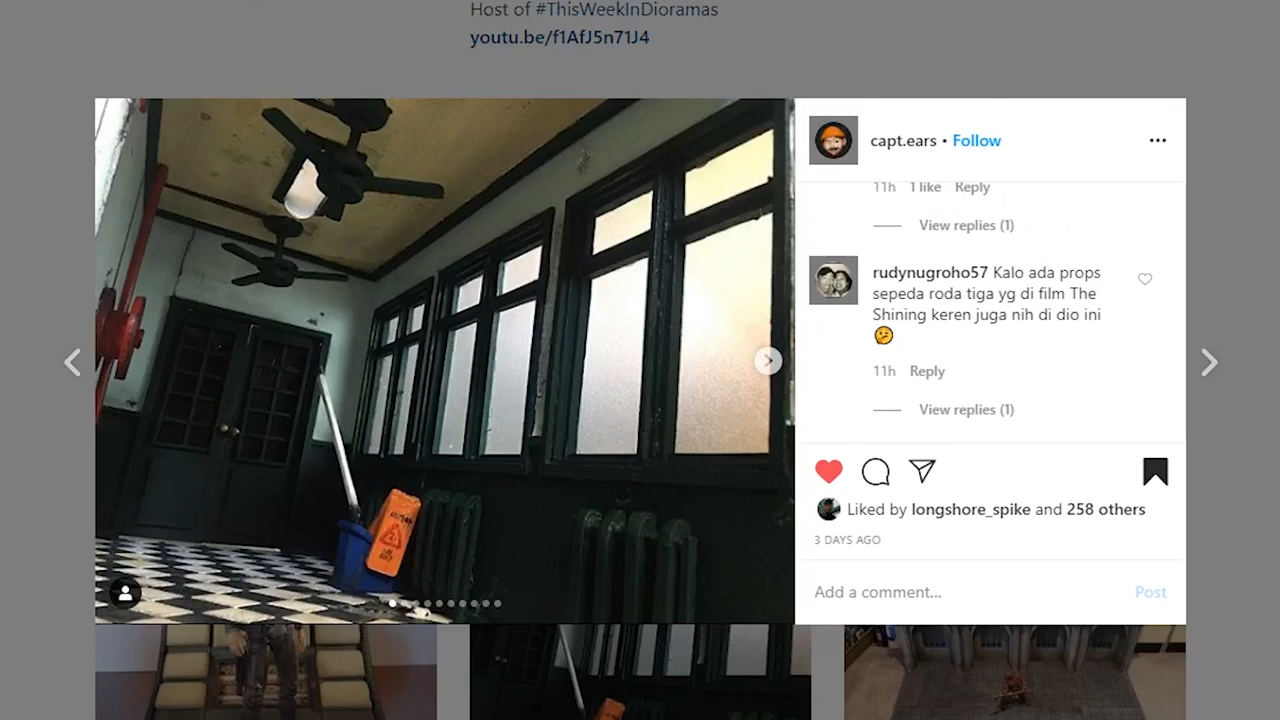 Host of #ThisWeekInDioramas
youtu.be/f1AfJ5n71J4
capt.ears • Follow
11h 1 like Reply
View replies (1)
rudynugroho57 Kalo ada props
sepeda roda tiga yg di film The
Shining keren juga nih di dio ini
11h Reply
View replies (1)
Liked by longshore_spike and 258 others
3 DAYS AGO
Add a comment... Post